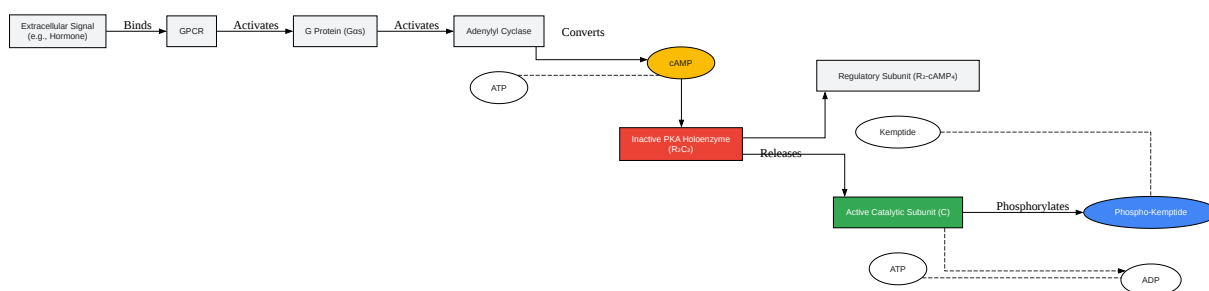 Extracellular Signal
(e.g., Hormone)
Binds
GPCR
Activates
G Protein (Gαs)
Activates
Adenylyl Cyclase
Converts
cAMP
ATP
Regulatory Subunit (R₂-cAMP₄)
Inactive PKA Holoenzyme
(R₂C₂)
Kemptide
Releases
Active Catalytic Subunit (C)
Phosphorylates
Phospho-Kemptide
ATP
ADP